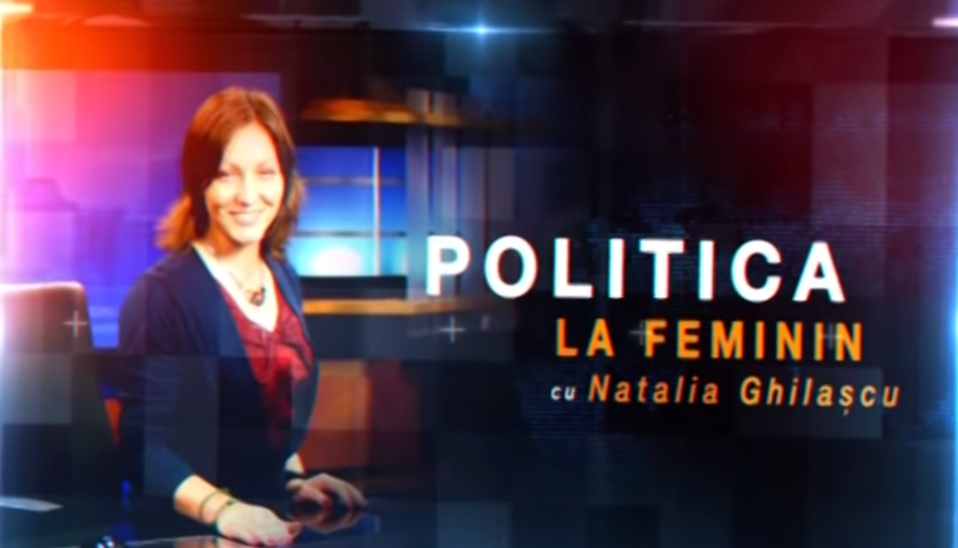 POLITICA
LA FEMININ
cu Natalia Ghilașcu